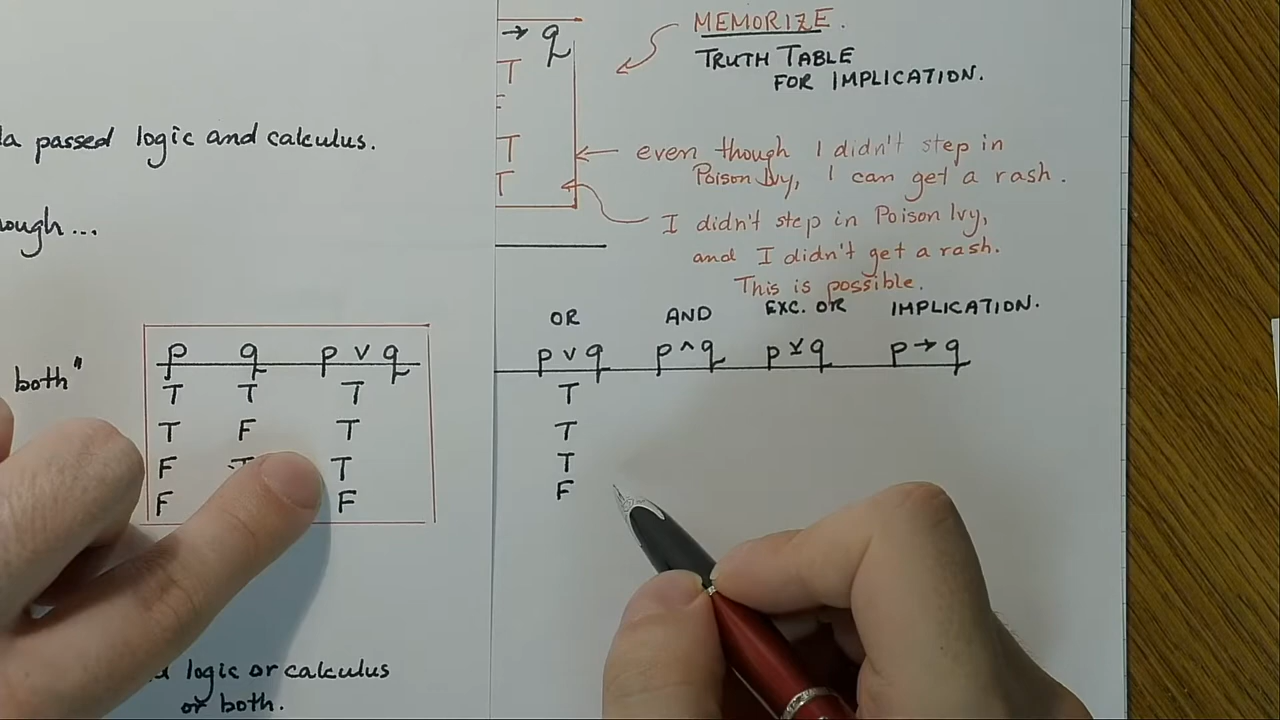 passed logic and calculus.
both"
p q p ∨ q
T T T
T F T
F T T
F F
logic or calculus
or both.
→ q
T
F
T
T
MEMORIZE.
TRUTH TABLE
FOR IMPLICATION.
even though I didn't step in
Poison Ivy, I can get a rash.
I didn't step in Poison Ivy,
and I didn't get a rash.
This is possible.
OR AND EXC. OR IMPLICATION.
p ∨ q p ∧ q p ⊻ q p → q
T
T
T
F